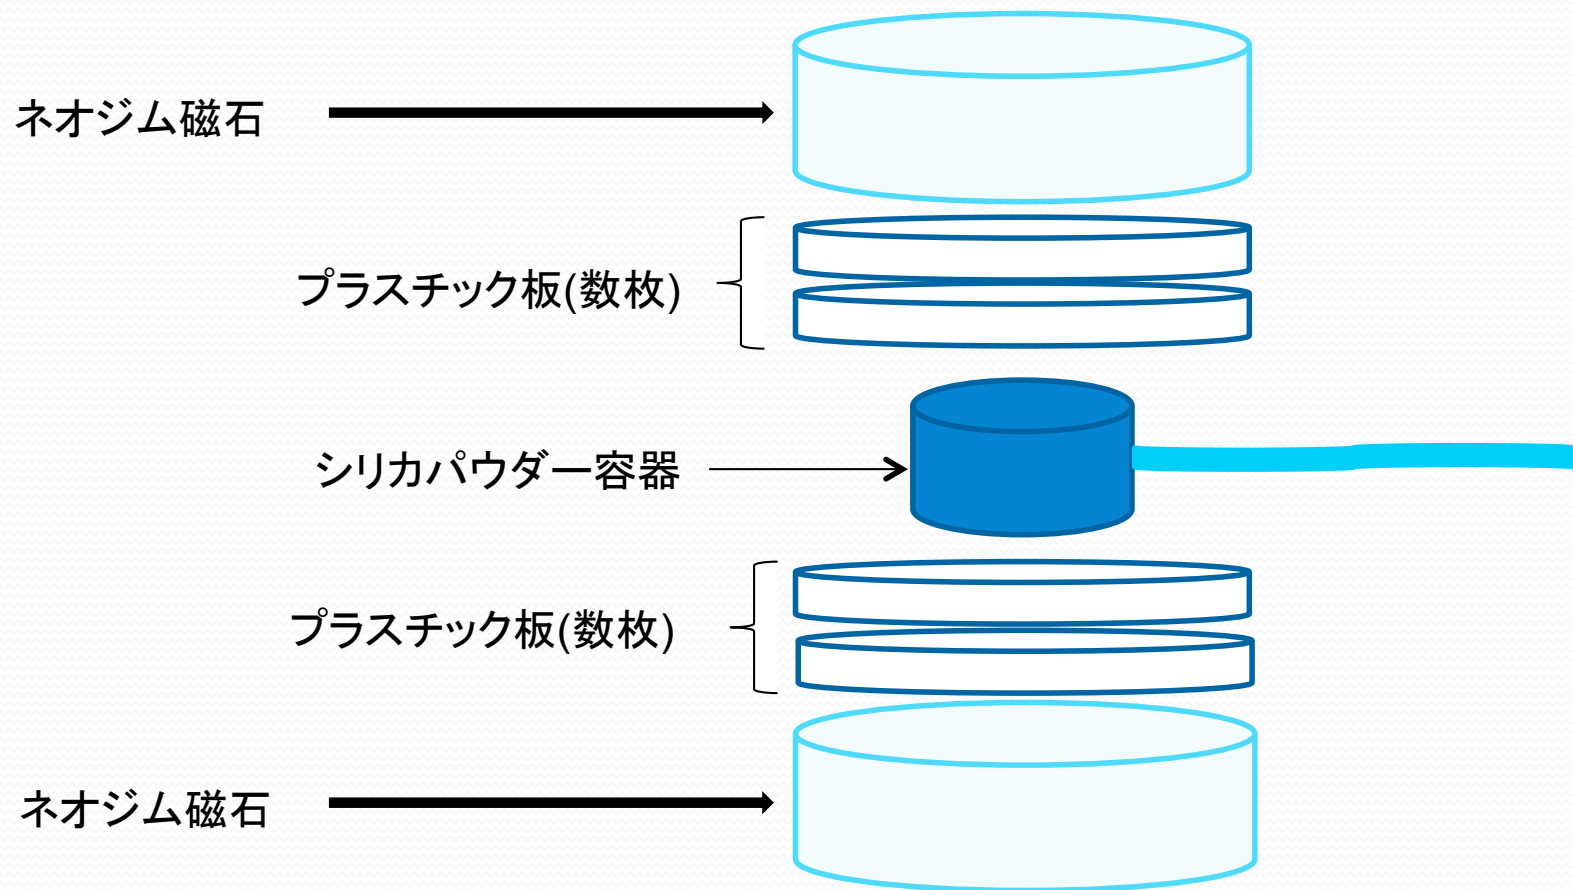 ネオジム磁石
プラスチック板(数枚)
シリカパウダー容器
プラスチック板(数枚)
ネオジム磁石